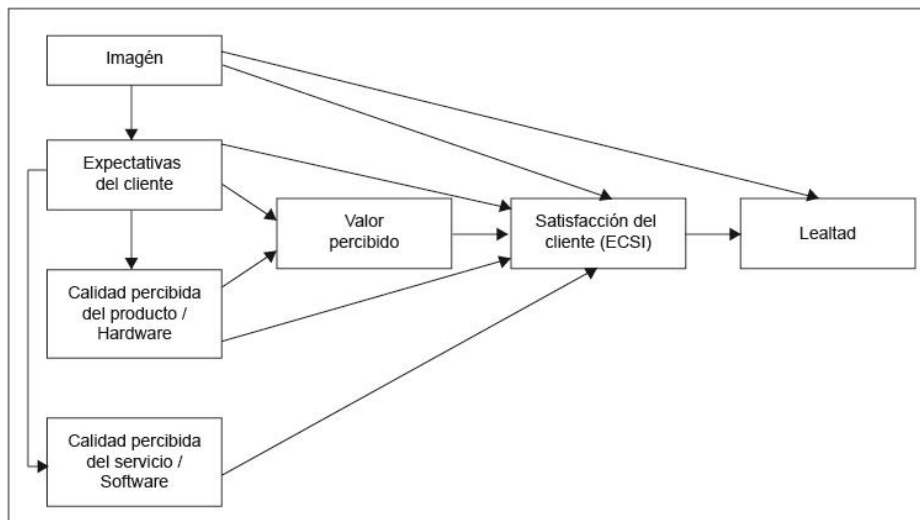 Imagén
Expectativas
del cliente
Valor
percibido
Satisfacción del
cliente (ECSI)
Lealtad
Calidad percibida
del producto /
Hardware
Calidad percibida
del servicio /
Software